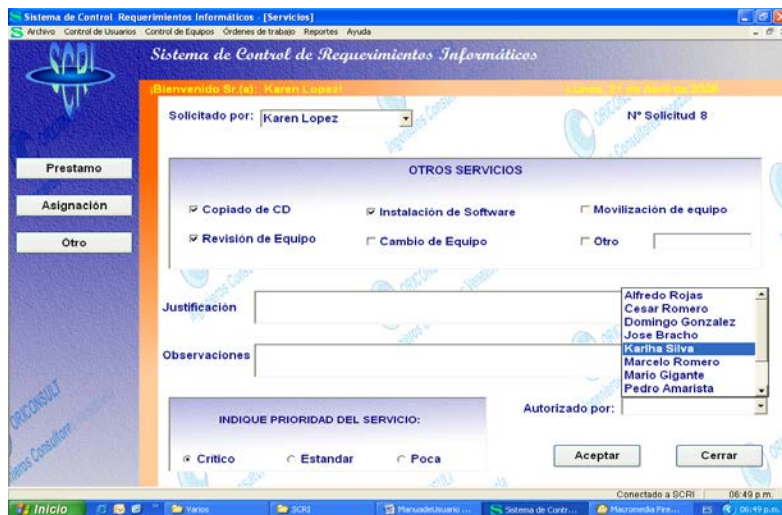 Sistema de Control Requerimientos Informáticos - [Servicios]
Archivo Control de Usuarios Control de Equipos Órdenes de trabajo Reportes Ayuda
SCRI
Sistema de Control de Requerimientos Informáticos
¡Bienvenido Sr.(a): Karen Lopez!
Lunes, 21 de Abril de 2008
Solicitado por: Karen Lopez
N° Solicitud 8
Prestamo
Asignación
Otro
OTROS SERVICIOS
Copiado de CD
Instalación de Software
Movilización de equipo
Revisión de Equipo
Cambio de Equipo
Otro
Justificación
Observaciones
Alfredo Rojas
Cesar Romero
Domingo Gonzalez
Jose Bracho
Kariha Silva
Marcelo Romero
Mario Gigante
Pedro Amarista
Autorizado por:
INDIQUE PRIORIDAD DEL SERVICIO:
Crítico
Estandar
Poca
Aceptar
Cerrar
ORICONSULT
Conectado a SCRI
06:49 p.m.
Inicio
Varios
SCRI
ManualdeUsuario ...
Sistema de Contr...
Macromedia Fire...
ES
06:49 p.m.